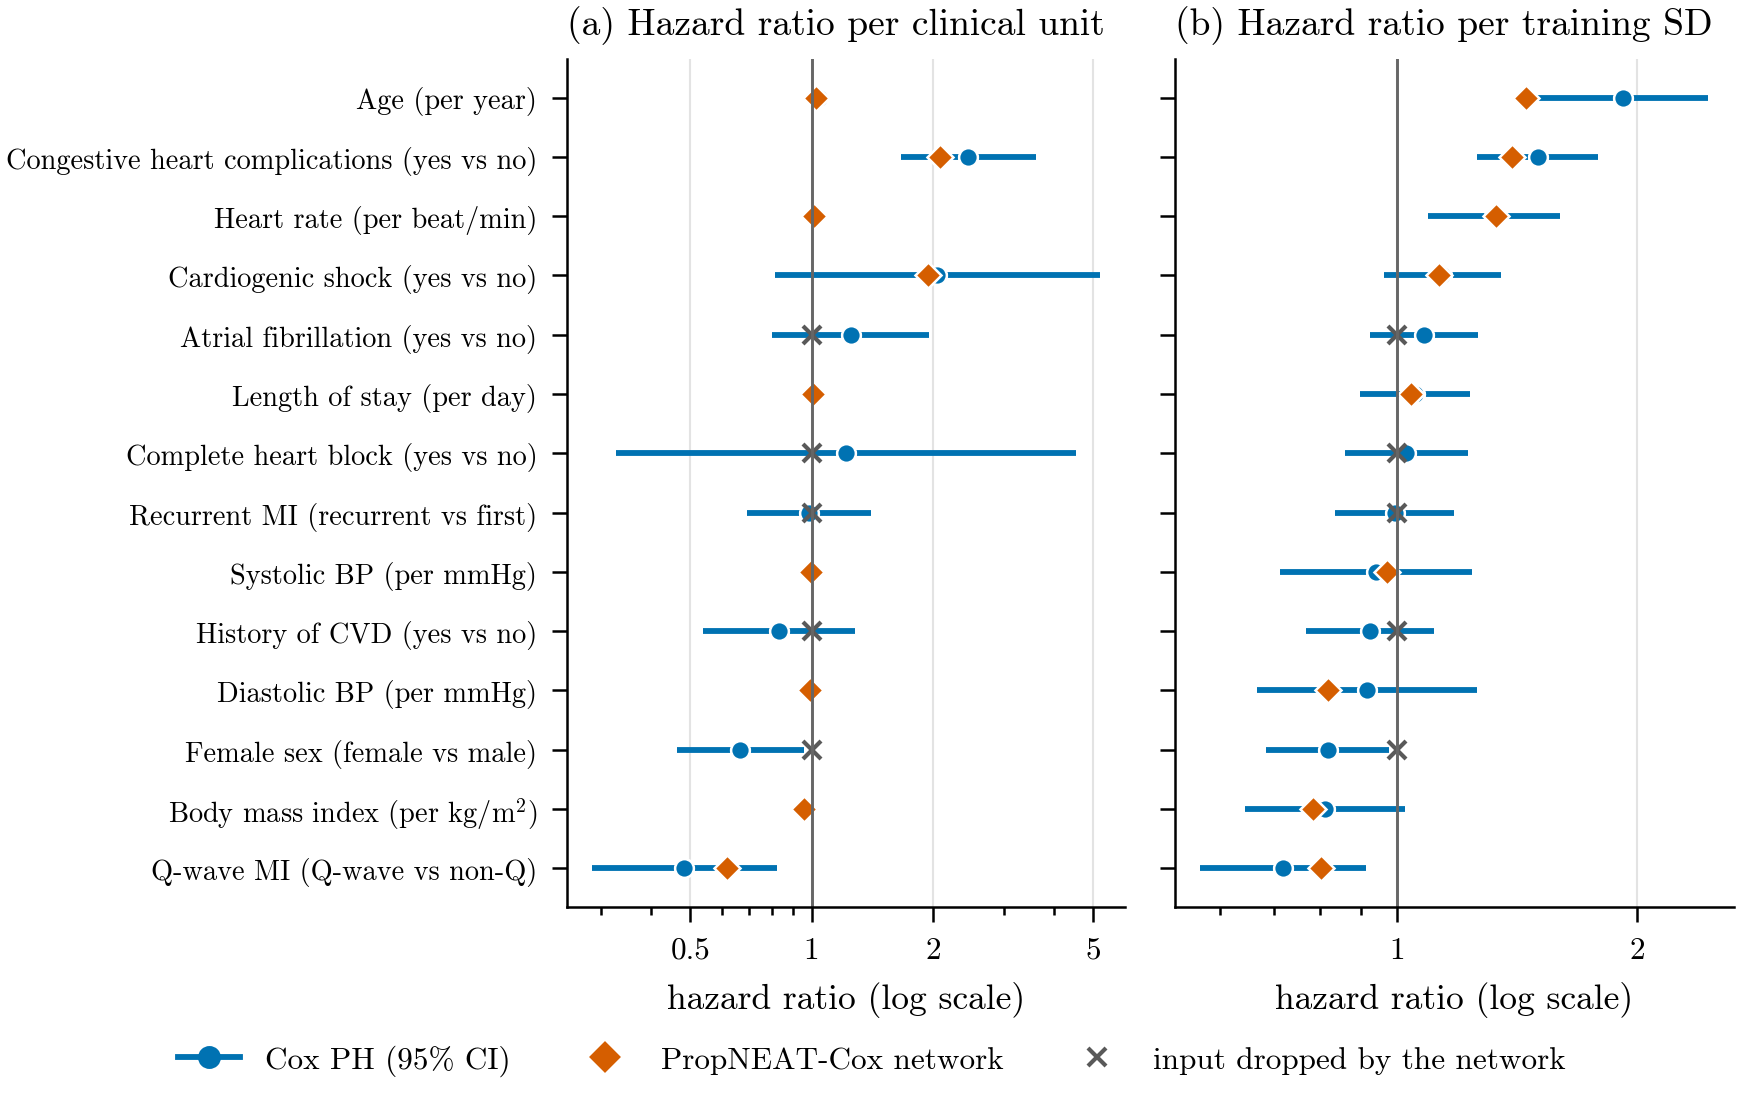 (a) Hazard ratio per clinical unit
(b) Hazard ratio per training SD
Age (per year)
Congestive heart complications (yes vs no)
Heart rate (per beat/min)
Cardiogenic shock (yes vs no)
Atrial fibrillation (yes vs no)
Length of stay (per day)
Complete heart block (yes vs no)
Recurrent MI (recurrent vs first)
Systolic BP (per mmHg)
History of CVD (yes vs no)
Diastolic BP (per mmHg)
Female sex (female vs male)
Body mass index (per kg/m²)
Q-wave MI (Q-wave vs non-Q)
0.5 1 2 5
1 2
hazard ratio (log scale)
hazard ratio (log scale)
Cox PH (95% CI)
PropNEAT-Cox network
input dropped by the network